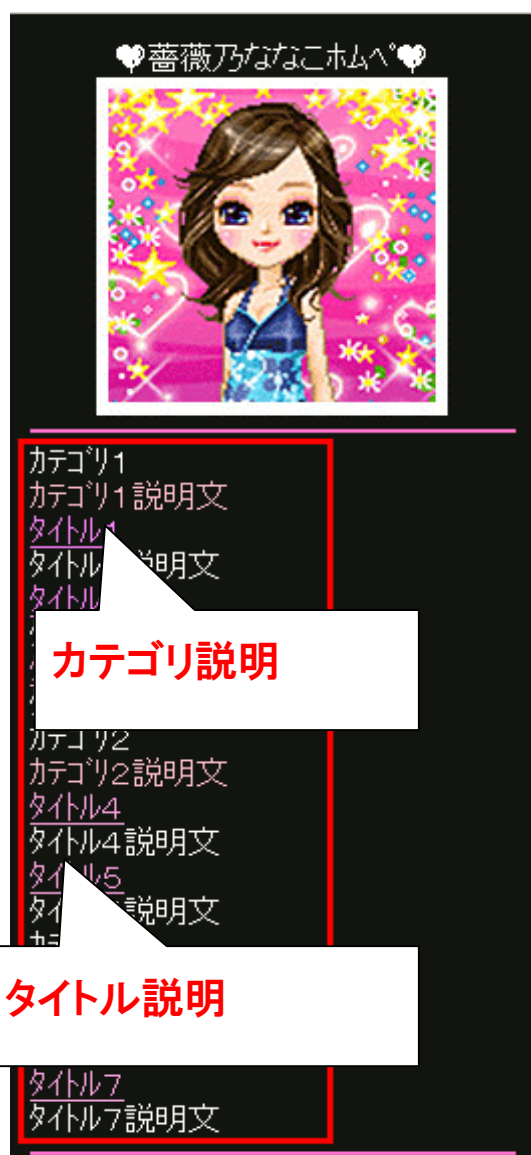 薔薇乃ななこﾎﾑﾍﾟ
ｶﾃｺﾞﾘ1
ｶﾃｺﾞﾘ1説明文
ﾀｲﾄﾙ1
ﾀｲﾄﾙ 説明文
ﾀｲﾄﾙ
カテゴリ説明
ｶﾃｺﾞﾘ2
ｶﾃｺﾞﾘ2説明文
ﾀｲﾄﾙ4
ﾀｲﾄﾙ4説明文
ﾀｲﾄﾙ5
説明文
タイトル説明
ﾀｲﾄﾙ7
ﾀｲﾄﾙ7説明文